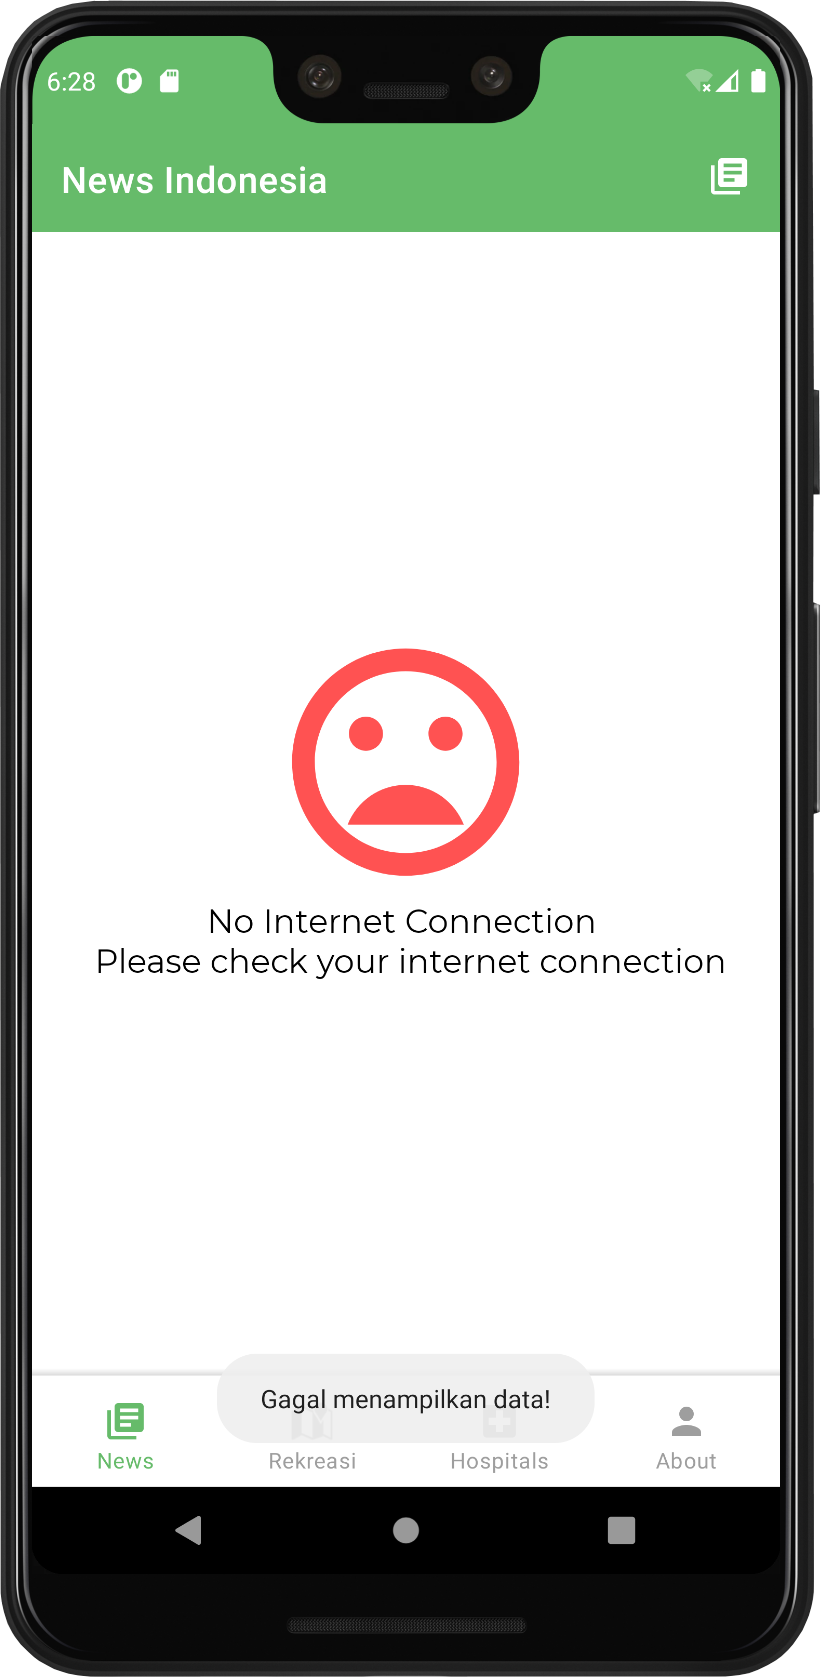 6:28
News Indonesia
No Internet Connection
Please check your internet connection
Gagal menampilkan data!
News
Rekreasi
Hospitals
About